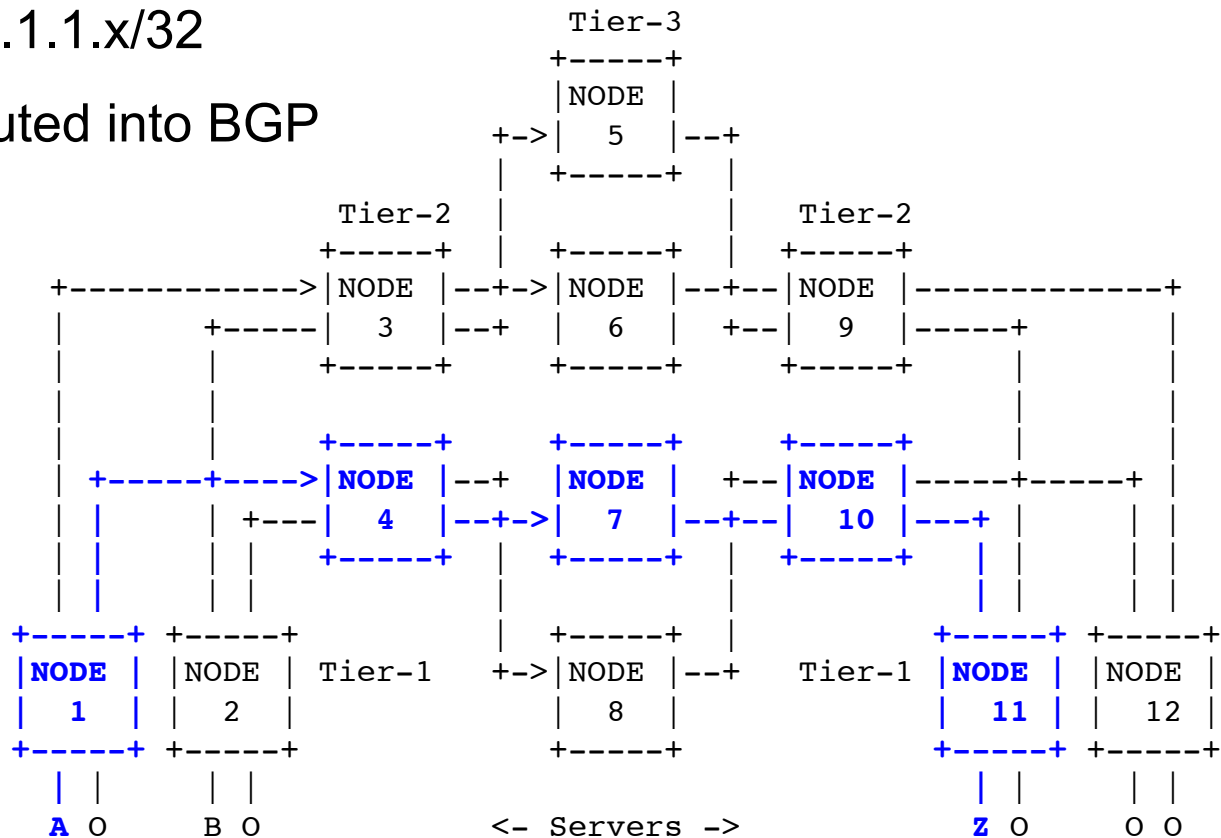 .1.1.x/32
uted into BGP
Tier-3
NODE
5
Tier-2 Tier-2
NODE NODE NODE
3 6 9
NODE NODE NODE
4 7 10
NODE NODE Tier-1 NODE Tier-1 NODE NODE
1 2 8 11 12
A O B O <- Servers -> Z O O O